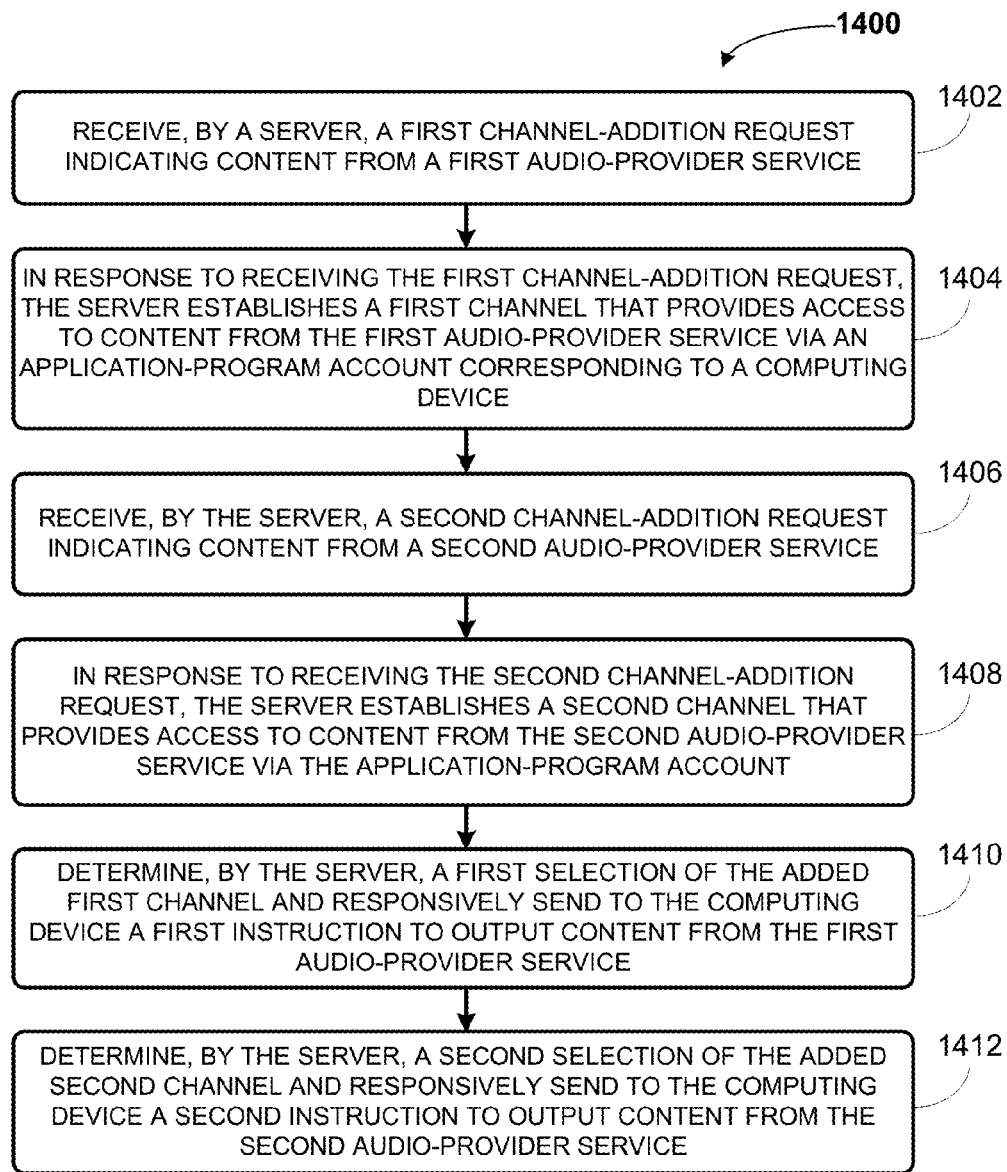 1400
1402
RECEIVE, BY A SERVER, A FIRST CHANNEL-ADDITION REQUEST
INDICATING CONTENT FROM A FIRST AUDIO-PROVIDER SERVICE
1404
IN RESPONSE TO RECEIVING THE FIRST CHANNEL-ADDITION REQUEST,
THE SERVER ESTABLISHES A FIRST CHANNEL THAT PROVIDES ACCESS
TO CONTENT FROM THE FIRST AUDIO-PROVIDER SERVICE VIA AN
APPLICATION-PROGRAM ACCOUNT CORRESPONDING TO A COMPUTING
DEVICE
1406
RECEIVE, BY THE SERVER, A SECOND CHANNEL-ADDITION REQUEST
INDICATING CONTENT FROM A SECOND AUDIO-PROVIDER SERVICE
1408
IN RESPONSE TO RECEIVING THE SECOND CHANNEL-ADDITION
REQUEST, THE SERVER ESTABLISHES A SECOND CHANNEL THAT
PROVIDES ACCESS TO CONTENT FROM THE SECOND AUDIO-PROVIDER
SERVICE VIA THE APPLICATION-PROGRAM ACCOUNT
1410
DETERMINE, BY THE SERVER, A FIRST SELECTION OF THE ADDED
FIRST CHANNEL AND RESPONSIVELY SEND TO THE COMPUTING
DEVICE A FIRST INSTRUCTION TO OUTPUT CONTENT FROM THE FIRST
AUDIO-PROVIDER SERVICE
1412
DETERMINE, BY THE SERVER, A SECOND SELECTION OF THE ADDED
SECOND CHANNEL AND RESPONSIVELY SEND TO THE COMPUTING
DEVICE A SECOND INSTRUCTION TO OUTPUT CONTENT FROM THE
SECOND AUDIO-PROVIDER SERVICE